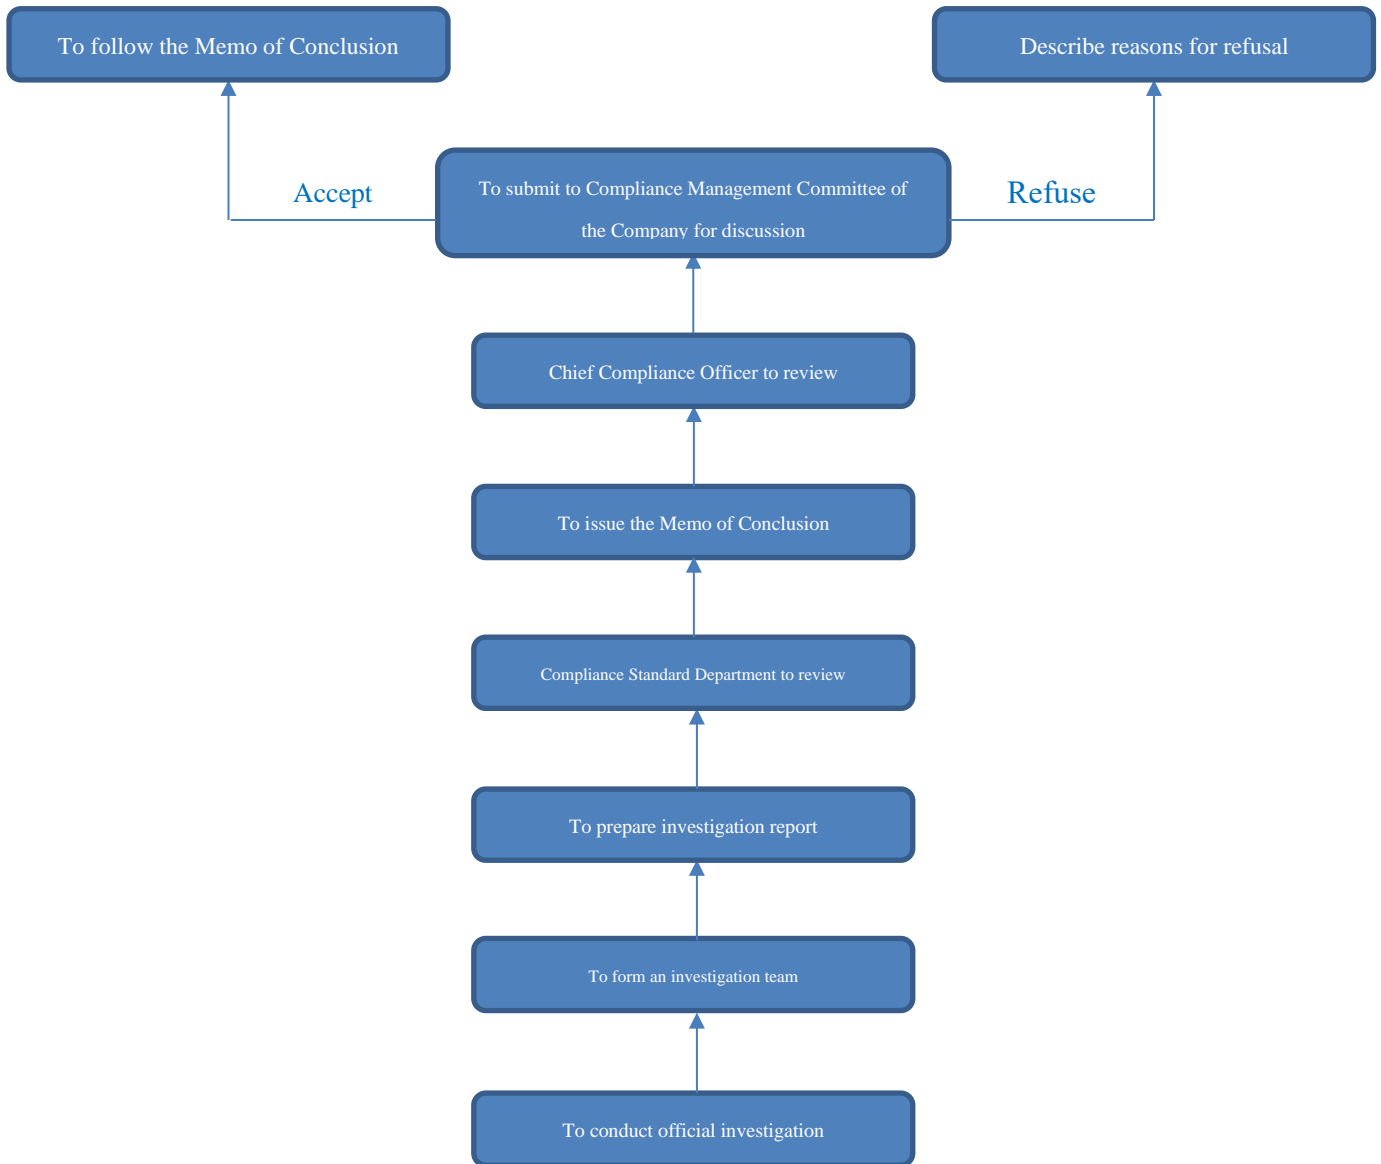 To follow the Memo of Conclusion
Describe reasons for refusal
Accept
To submit to Compliance Management Committee of
the Company for discussion
Refuse
Chief Compliance Officer to review
To issue the Memo of Conclusion
Compliance Standard Department to review
To prepare investigation report
To form an investigation team
To conduct official investigation